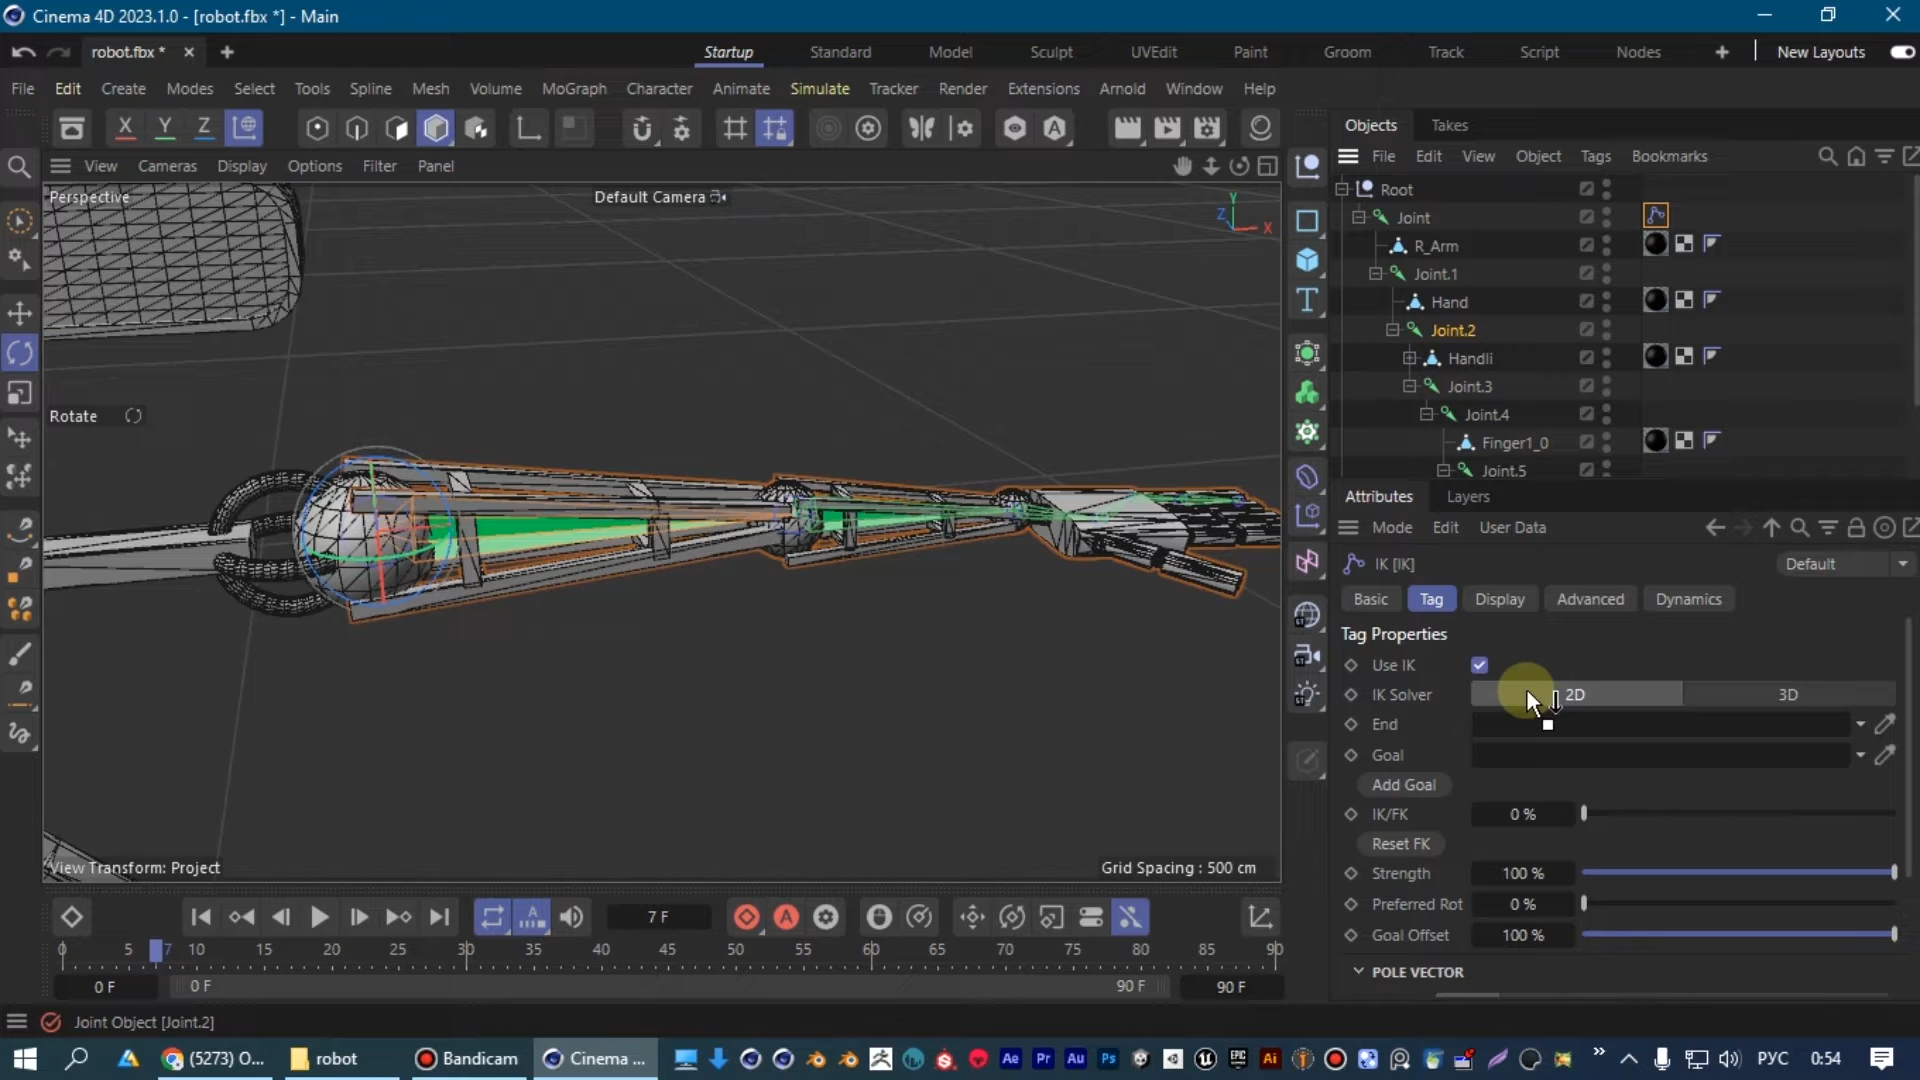 Cinema 4D 2023.1.0 - [robot.fbx *] - Main
robot.fbx *
Startup Standard Model Sculpt UVEdit Paint Groom Track Script Nodes New Layouts
File Edit Create Modes Select Tools Spline Mesh Volume MoGraph Character Animate Simulate Tracker Render Extensions Arnold Window Help
X Y Z
View Cameras Display Options Filter Panel
Perspective
Default Camera
Y
Z
X
Rotate
View Transform: Project
Grid Spacing : 500 cm
Objects Takes
File Edit View Object Tags Bookmarks
Root
Joint
R_Arm
Joint.1
Hand
Joint.2
Handli
Joint.3
Joint.4
Finger1_0
Joint.5
Attributes Layers
Mode Edit User Data
IK [IK]
Default
Basic Tag Display Advanced Dynamics
Tag Properties
Use IK
IK Solver 2D 3D
End
Goal
Add Goal
IK/FK 0 %
Reset FK
Strength 100 %
Preferred Rot 0 %
Goal Offset 100 %
POLE VECTOR
7 F
0 5 7 10 15 20 25 30 35 40 45 50 55 60 65 70 75 80 85 90
0 F 0 F 90 F 90 F
Joint Object [Joint.2]
(5273) O... robot Bandicam Cinema ... Ae Pr Au Ps Ai РУС 0:54